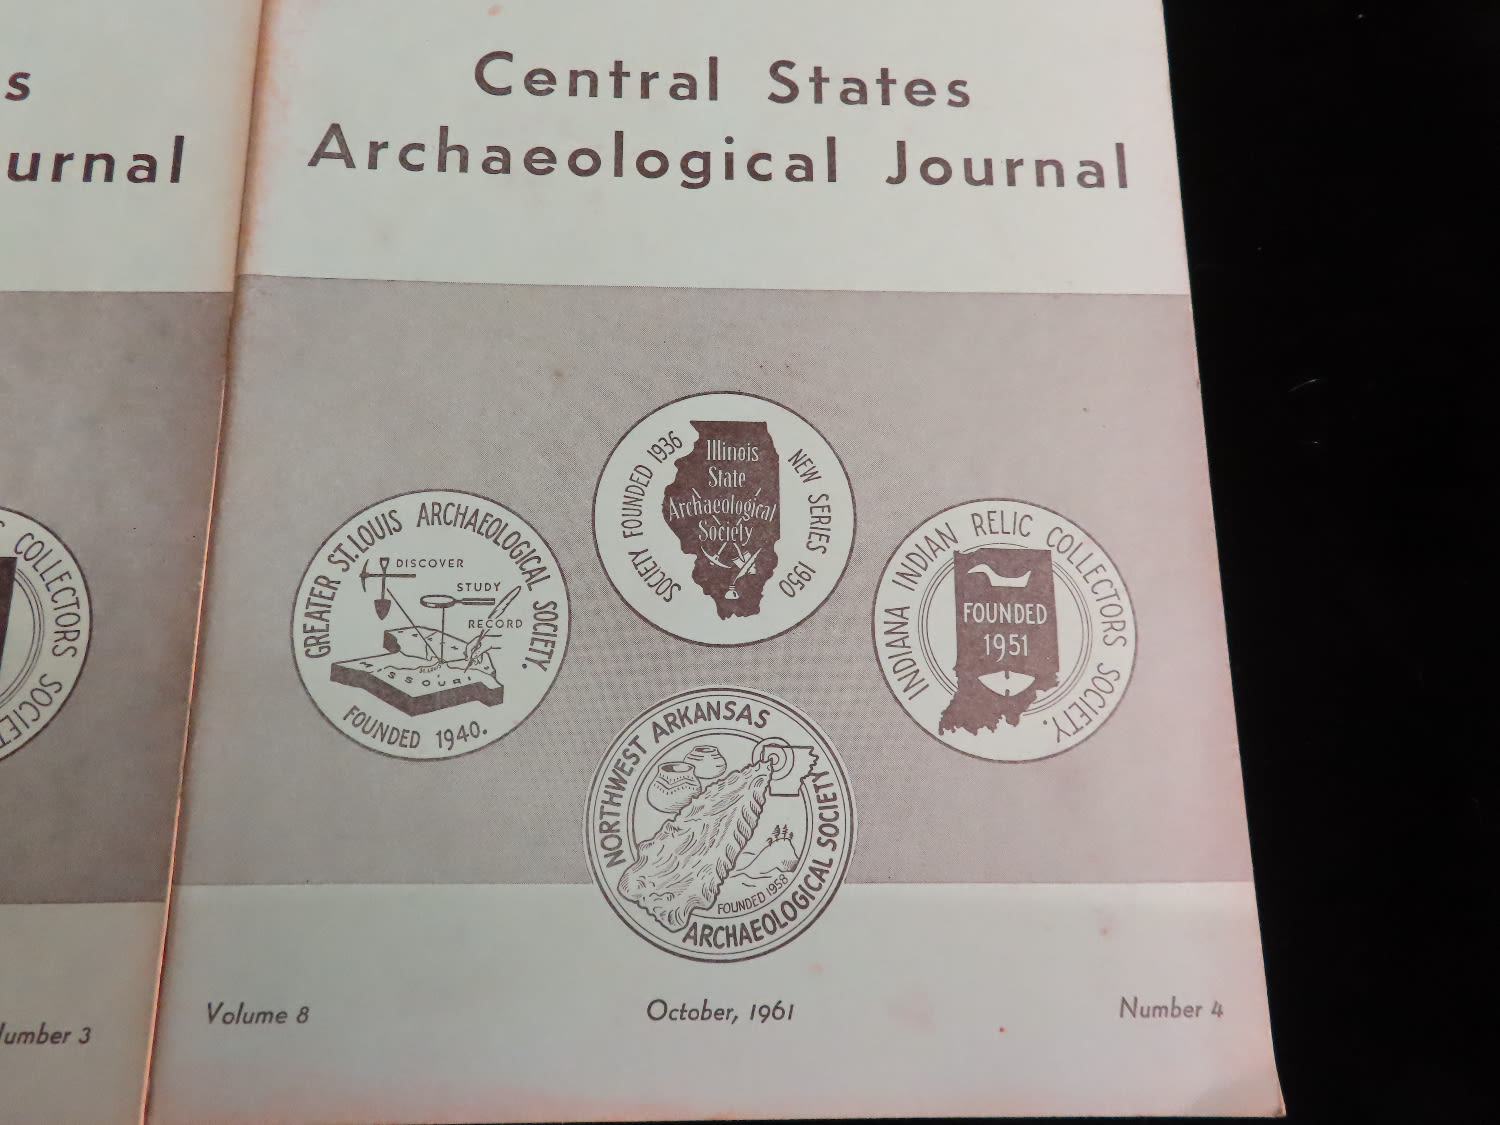 s
urnal
COLLECTORS SOCIET
umber 3
Central States
Archaeological Journal
SOCIETY FOUNDED 1936
NEW SERIES 1950
Illinois
State
Archaeological
Society
GREATER ST. LOUIS ARCHAEOLOGICAL SOCIETY.
DISCOVER
STUDY
RECORD
MISSOURI
FOUNDED 1940.
INDIANA INDIAN RELIC COLLECTORS SOCIETY.
FOUNDED
1951
NORTHWEST ARKANSAS
ARCHAEOLOGICAL SOCIETY
FOUNDED 1958
Volume 8
October, 1961
Number 4